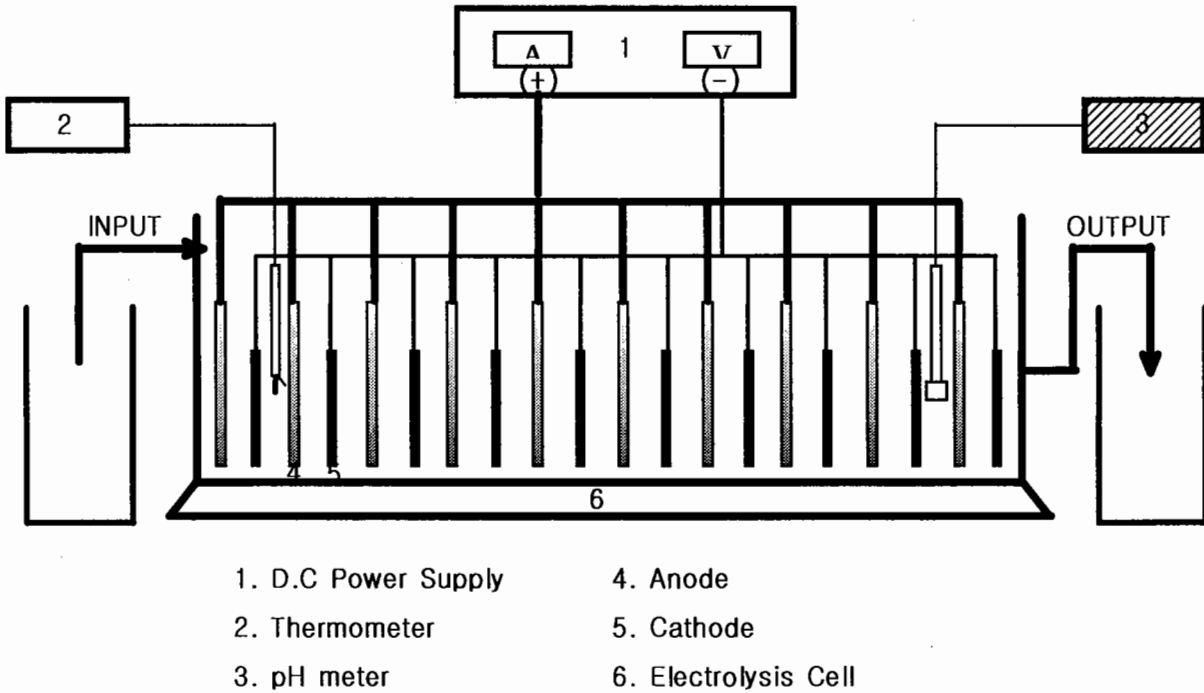 A 1 V
(+) (−)
2
3
INPUT
OUTPUT
4 5
6
1. D.C Power Supply
2. Thermometer
3. pH meter
4. Anode
5. Cathode
6. Electrolysis Cell